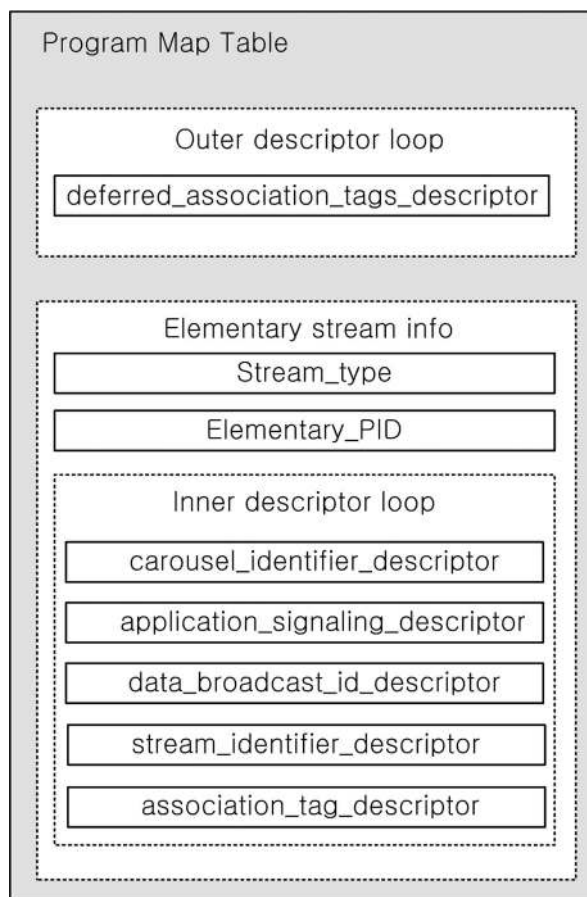 Program Map Table
Outer descriptor loop
deferred_association_tags_descriptor
Elementary stream info
Stream_type
Elementary_PID
Inner descriptor loop
carousel_identifier_descriptor
application_signaling_descriptor
data_broadcast_id_descriptor
stream_identifier_descriptor
association_tag_descriptor